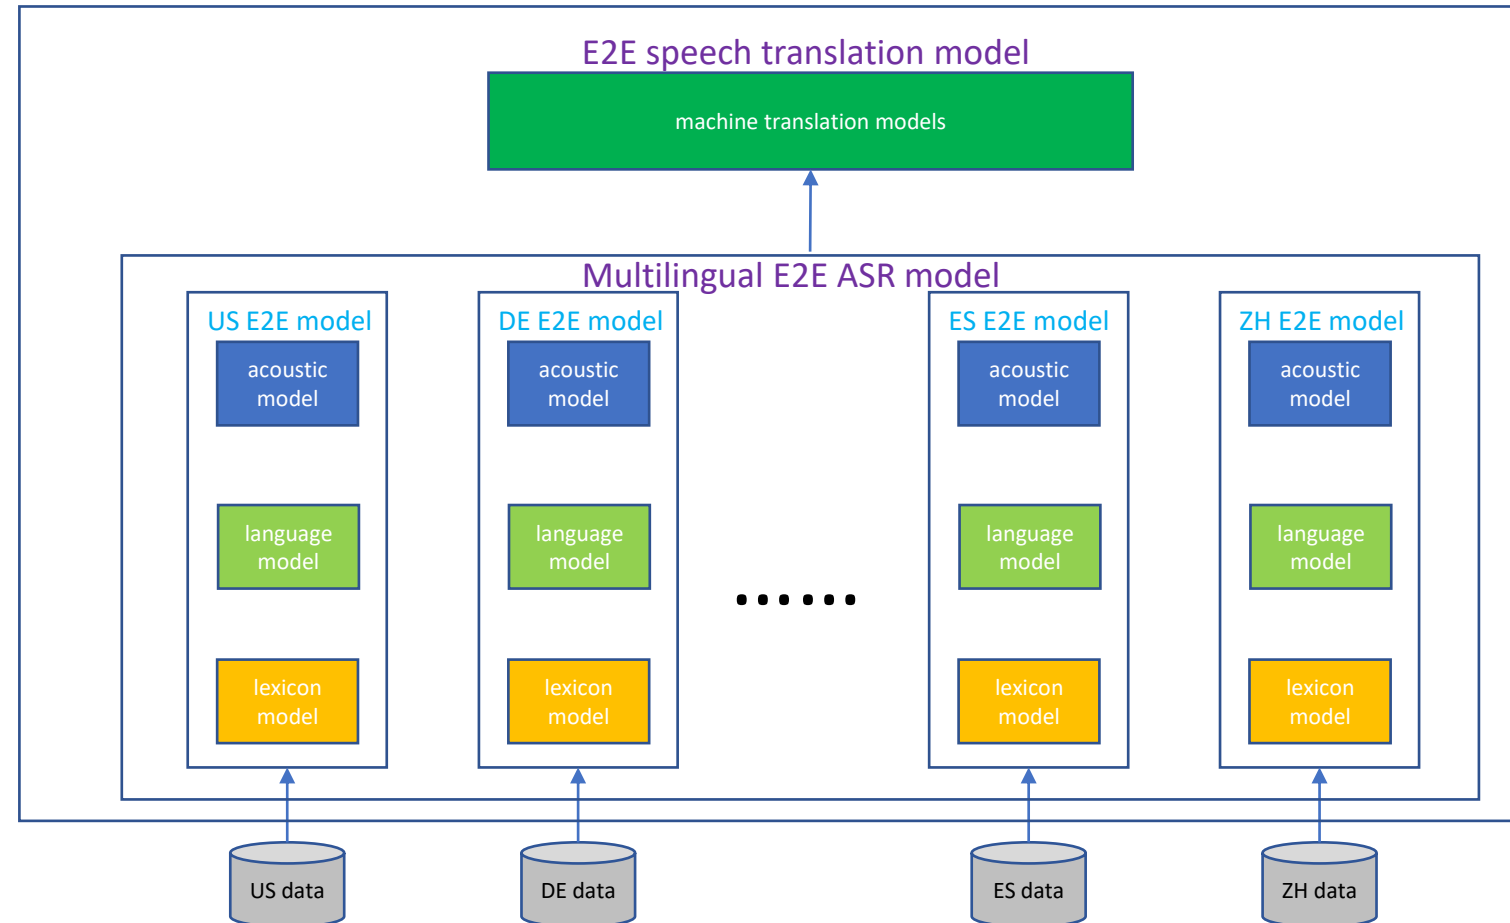 E2E speech translation model
machine translation models
Multilingual E2E ASR model
US E2E model
acoustic
model
language
model
lexicon
model
DE E2E model
acoustic
model
language
model
lexicon
model
......
ES E2E model
acoustic
model
language
model
lexicon
model
ZH E2E model
acoustic
model
language
model
lexicon
model
US data
DE data
ES data
ZH data